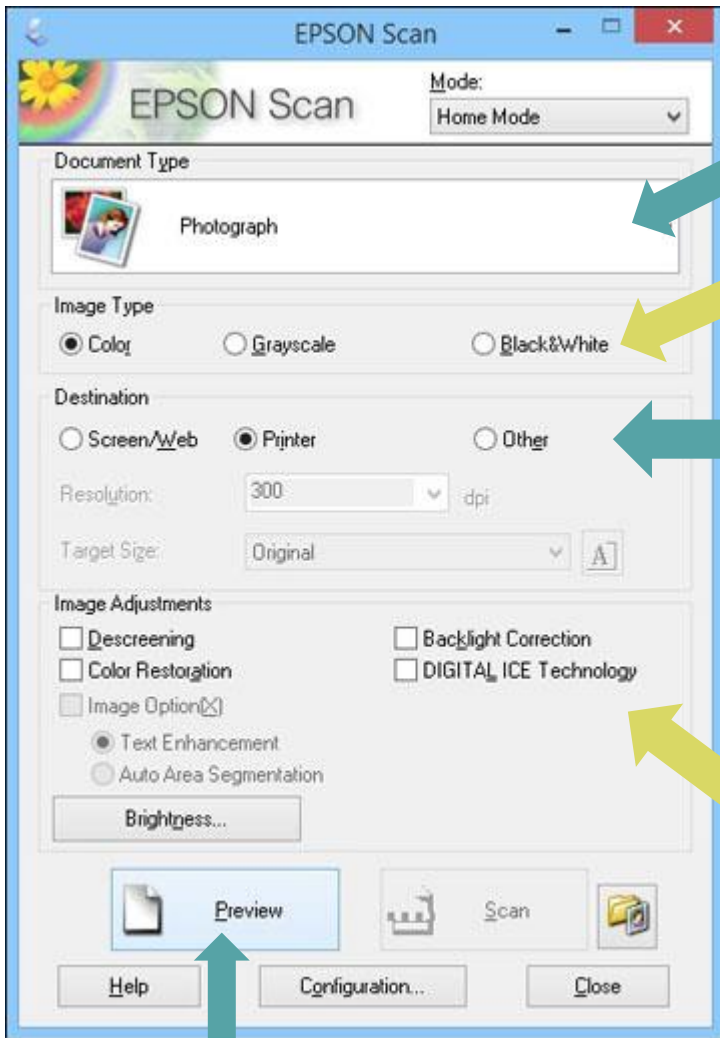 EPSON Scan
EPSON Scan
Mode:
Home Mode
Document Type
Photograph
Image Type
Color Grayscale Black&White
Destination
Screen/Web Printer Other
Resolution: 300 dpi
Target Size: Original A
Image Adjustments
Descreening Backlight Correction
Color Restoration DIGITAL ICE Technology
Image Option(X)
Text Enhancement
Auto Area Segmentation
Brightness...
Preview Scan
Help Configuration... Close